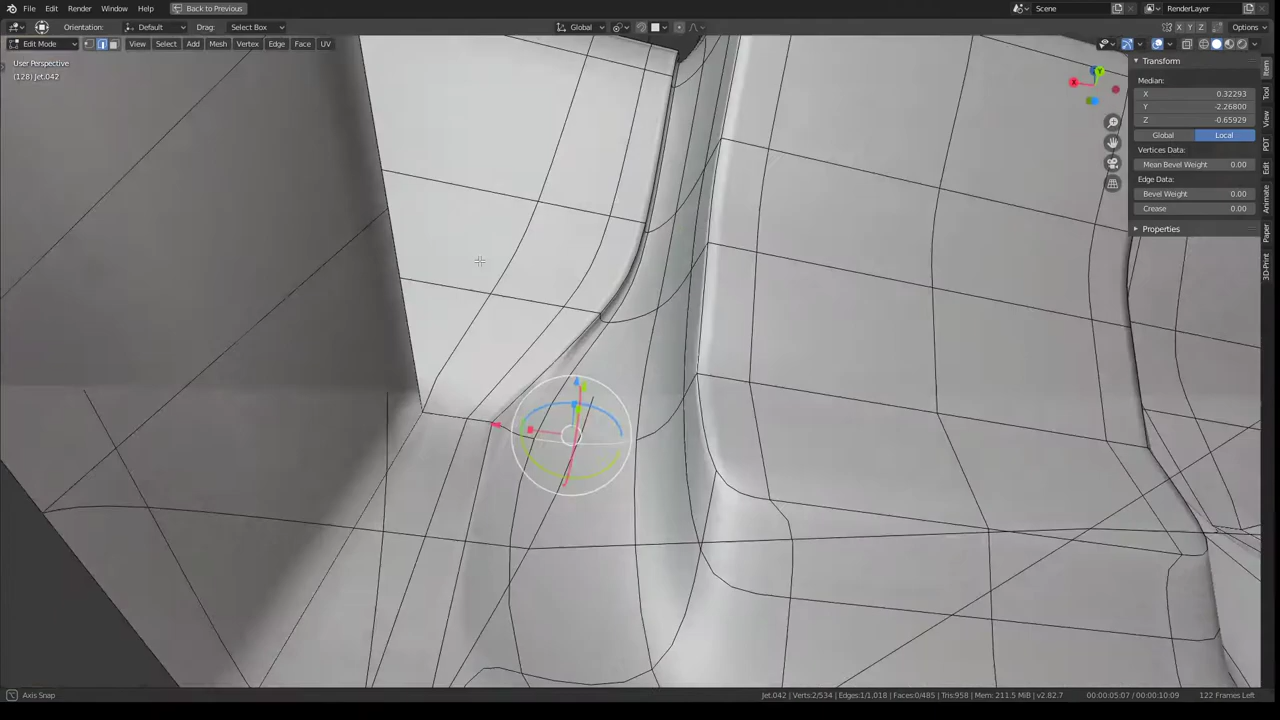 File Edit Render Window Help Back to Previous Scene RenderLayer
Orientation: Default Drag: Select Box Global X Y Z Options
Edit Mode View Select Add Mesh Vertex Edge Face UV
User Perspective
(128) Jet.042
Transform
Median:
X 0.32293
Y -2.26800
Z -0.65929
Global Local
Vertices Data:
Mean Bevel Weight 0.00
Edge Data:
Bevel Weight 0.00
Crease 0.00
Properties
Item
Tool
View
PDT
Edit
Animate
Paper
3D-Print
X
Y
Axis Snap
Jet.042 | Verts:2/534 | Edges:1/1,018 | Faces:0/485 | Tris:958 | Mem: 211.5 MiB | v2.82.7 00:00:05:07 / 00:00:10:09 122 Frames Left